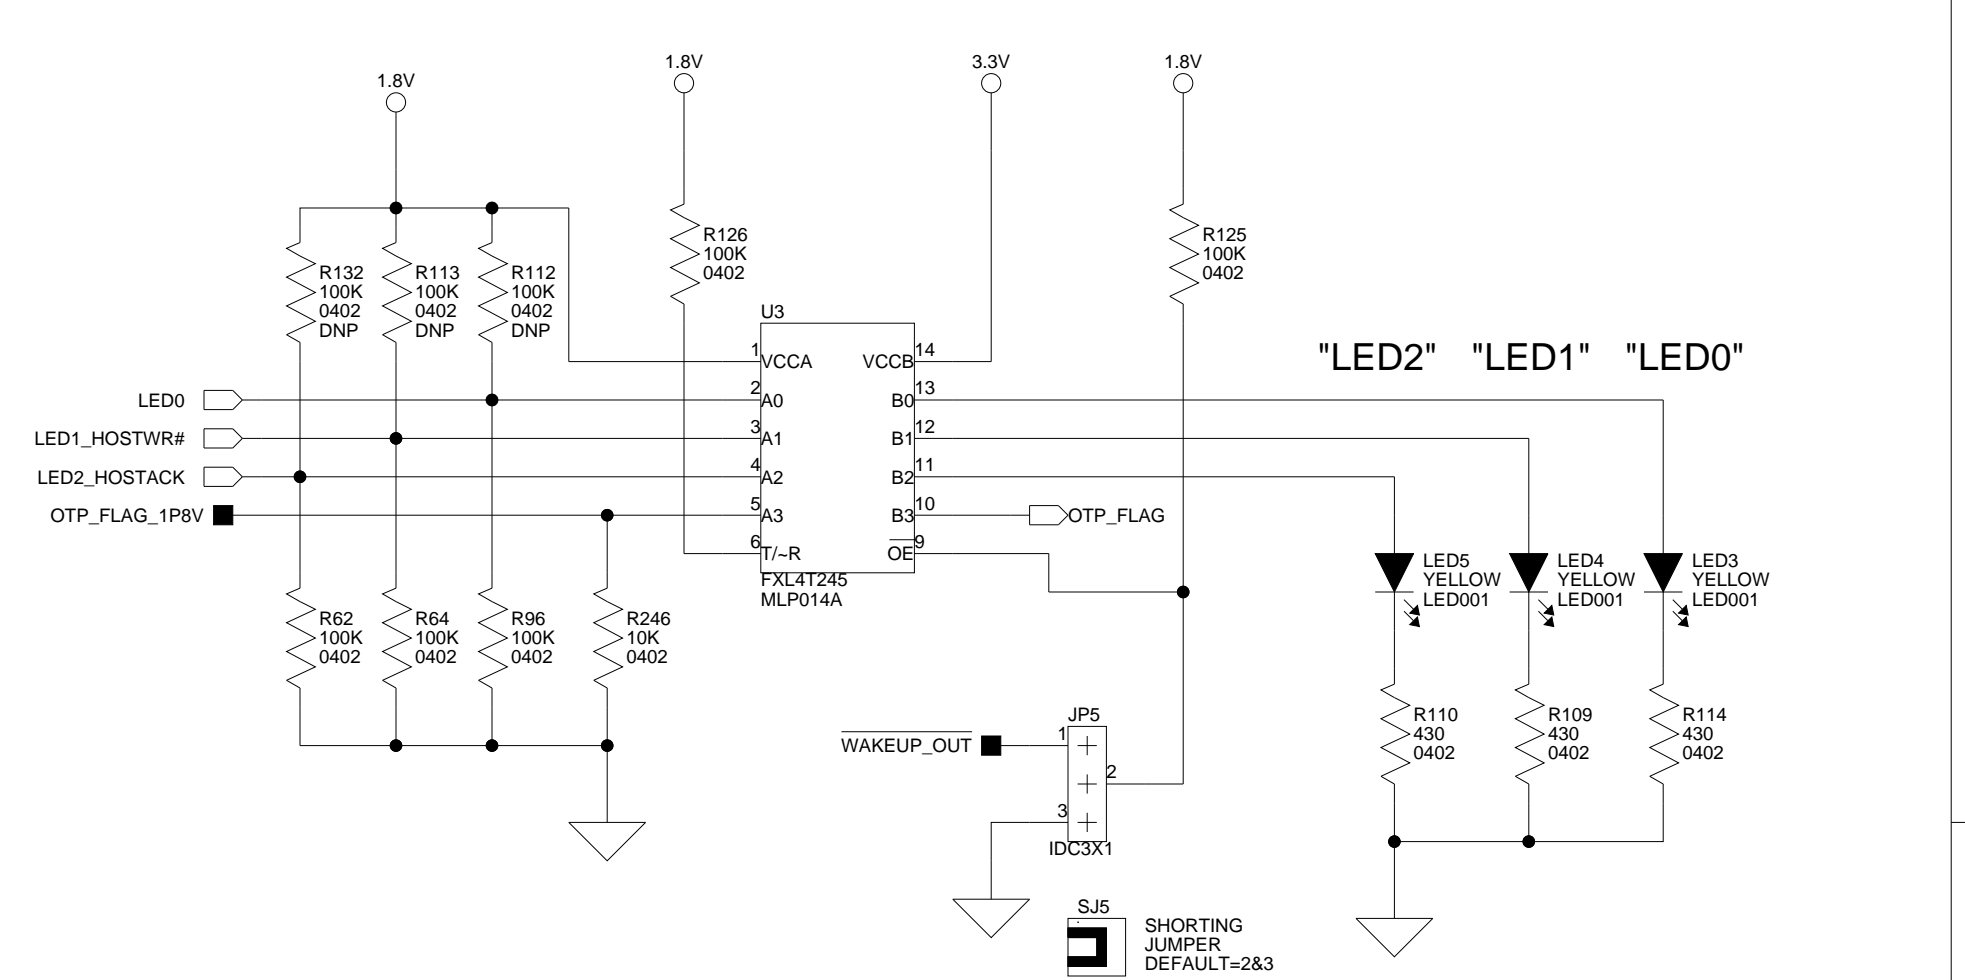 1.8V
1.8V
3.3V
1.8V
R132
100K
0402
DNP
R113
100K
0402
DNP
R112
100K
0402
DNP
R126
100K
0402
R125
100K
0402
U3
1 VCCA
VCCB 14
2 A0
B0 13
3 A1
B1 12
4 A2
B2 11
5 A3
B3 10
6 T/~R
OE 9
FXL4T245
MLP014A
LED0
LED1_HOSTWR#
LED2_HOSTACK
OTP_FLAG_1P8V
OTP_FLAG
"LED2" "LED1" "LED0"
LED5
YELLOW
LED001
LED4
YELLOW
LED001
LED3
YELLOW
LED001
R62
100K
0402
R64
100K
0402
R96
100K
0402
R246
10K
0402
R110
430
0402
R109
430
0402
R114
430
0402
JP5
WAKEUP_OUT
1
2
3
IDC3X1
SJ5
SHORTING
JUMPER
DEFAULT=2&3